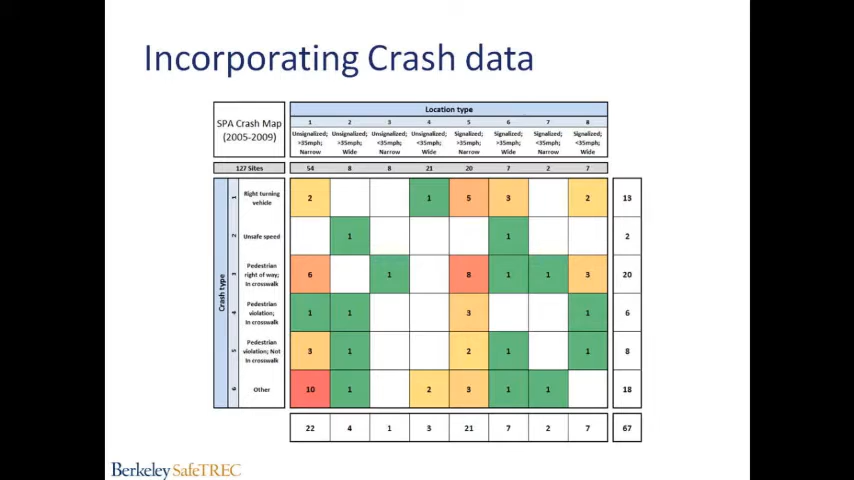 Incorporating Crash data
SPA Crash Map
(2005-2009)
Location type
1 2 3 4 5 6 7 8
Unsignalized; >35mph; Narrow
Unsignalized; >35mph; Wide
Unsignalized; <35mph; Narrow
Unsignalized; <35mph; Wide
Signalized; >35mph; Narrow
Signalized; >35mph; Wide
Signalized; <35mph; Narrow
Signalized; <35mph; Wide
127 Sites 54 8 8 21 20 7 2 7
Crash type
1 Right turning vehicle 2 1 5 3 2 13
2 Unsafe speed 1 1 2
3 Pedestrian right of way; In crosswalk 6 1 8 1 1 3 20
4 Pedestrian violation; In crosswalk 1 1 3 1 6
5 Pedestrian violation; Not In crosswalk 3 1 2 1 1 8
6 Other 10 1 2 3 1 1 18
22 4 1 3 21 7 2 7 67
Berkeley SafeTREC